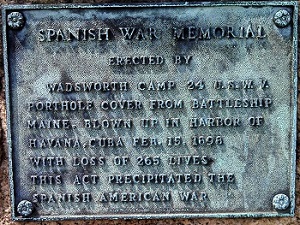 SPANISH WAR MEMORIAL
ERECTED BY
WADSWORTH CAMP 24 U.S.W.V.
PORTHOLE COVER FROM BATTLESHIP
MAINE, BLOWN UP IN HARBOR OF
HAVANA, CUBA FEB. 15, 1898
WITH LOSS OF 265 LIVES
THIS ACT PRECIPITATED THE
SPANISH AMERICAN WAR